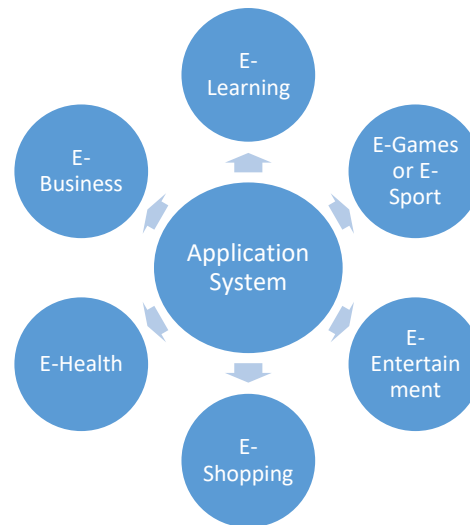 E-
Learning
E-Games
or E-
Sport
E-
Entertain
ment
E-
Shopping
E-Health
E-
Business
Application
System